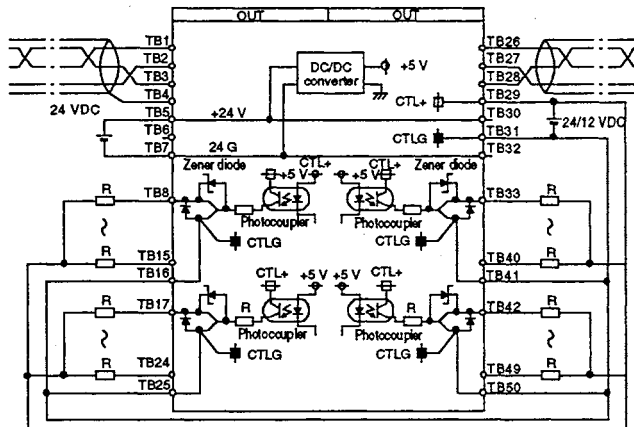 OUT OUT
TB1 TB26
TB2 TB27
TB3 TB28
TB4 TB29
DC/DC converter +5 V
CTL+
24 VDC
TB5 +24 V TB30
24/12 VDC
TB6 CTLG TB31
TB7 24 G TB32
Zener diode CTL+ CTL+ Zener diode
+5 V +5 V
R TB8 TB33 R
Photocoupler Photocoupler
CTLG CTLG
R TB15 TB40 R
TB16 TB41
CTL+ +5 V +5 V CTL+
R TB17 R R TB42 R
Photocoupler Photocoupler
CTLG CTLG
R TB24 TB49 R
TB25 TB50